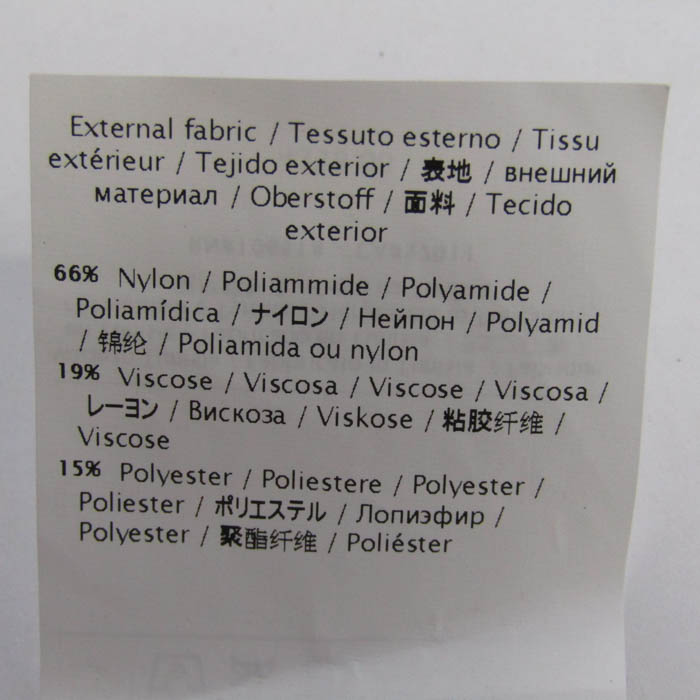 External fabric / Tessuto esterno / Tissu
extérieur / Tejido exterior / 表地 / внешний
материал / Oberstoff / 面料 / Tecido
exterior
66% Nylon / Poliammide / Polyamide /
Poliamídica / ナイロン / Нейпон / Polyamid
/ 锦纶 / Poliamida ou nylon
19% Viscose / Viscosa / Viscose / Viscosa /
レーヨン / Вискоза / Viskose / 粘胶纤维 /
Viscose
15% Polyester / Poliestere / Polyester /
Poliester / ポリエステル / Лопиэфир /
Polyester / 聚酯纤维 / Poliéster